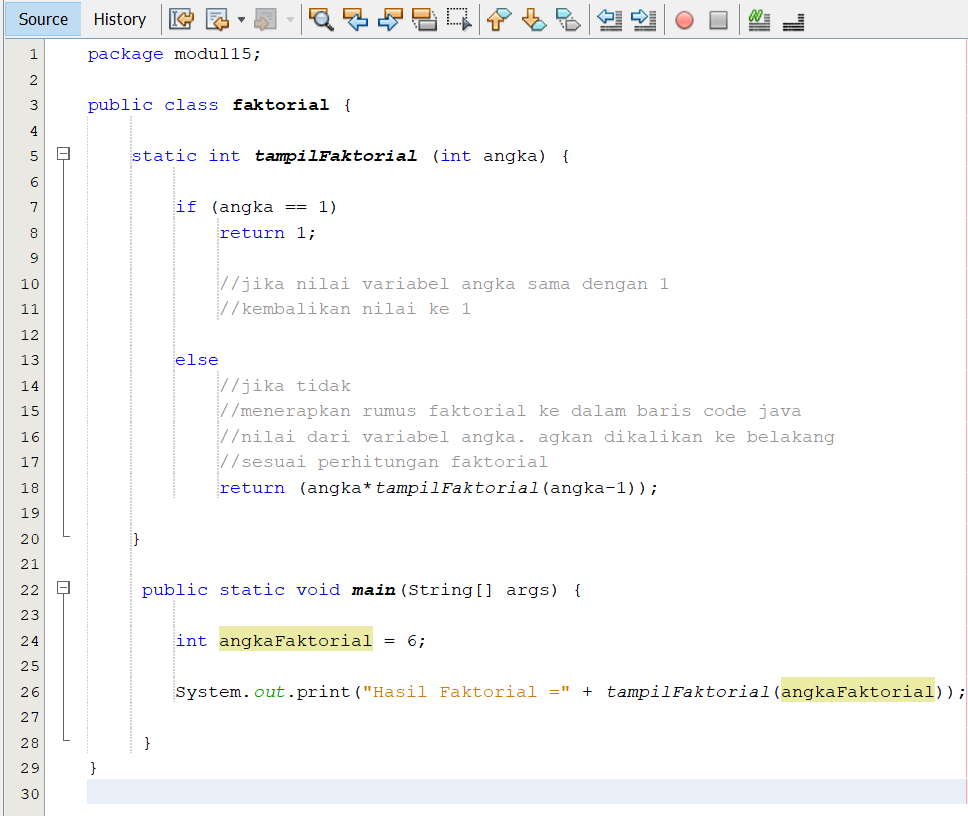 Source History
1 package modul15;
2
3 public class faktorial {
4
5 static int tampilFaktorial (int angka) {
6
7 if (angka == 1)
8 return 1;
9
10 //jika nilai variabel angka sama dengan 1
11 //kembalikan nilai ke 1
12
13 else
14 //jika tidak
15 //menerapkan rumus faktorial ke dalam baris code java
16 //nilai dari variabel angka. agkan dikalikan ke belakang
17 //sesuai perhitungan faktorial
18 return (angka*tampilFaktorial(angka-1));
19
20 }
21
22 public static void main(String[] args) {
23
24 int angkaFaktorial = 6;
25
26 System.out.print("Hasil Faktorial =" + tampilFaktorial(angkaFaktorial));
27
28 }
29 }
30